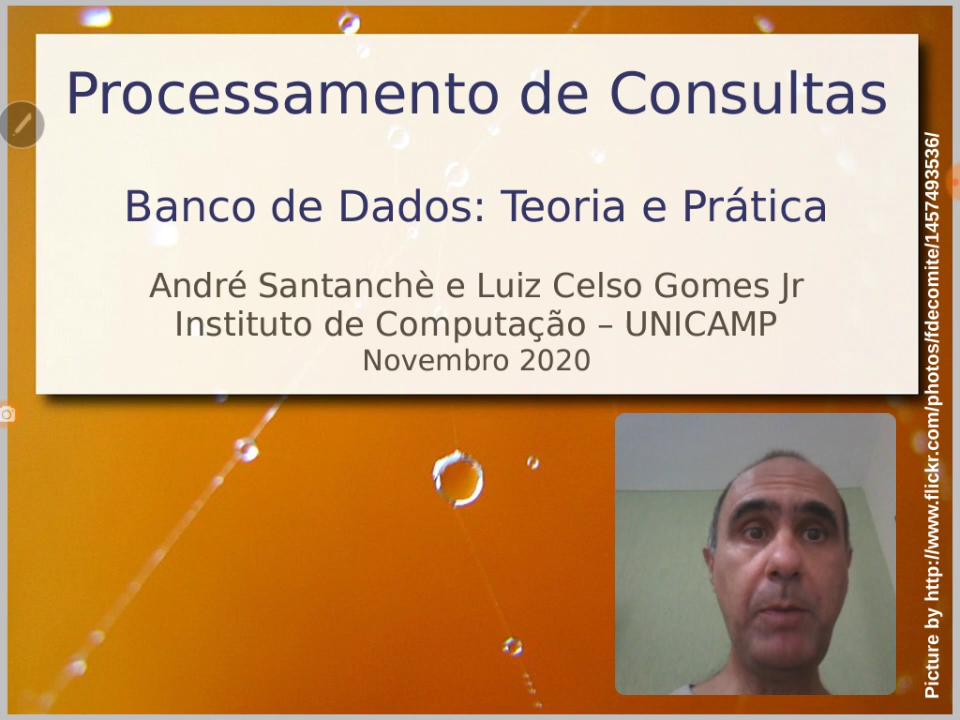 Processamento de Consultas
Banco de Dados: Teoria e Prática
André Santanchè e Luiz Celso Gomes Jr
Instituto de Computação – UNICAMP
Novembro 2020
Picture by http://www.flickr.com/photos/fdecomite/1457493536/